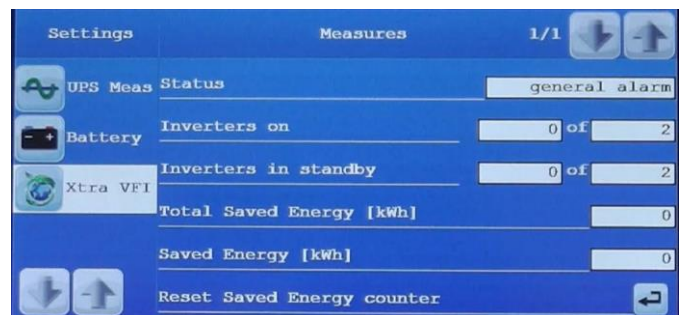 Settings Measures 1/1
UPS Meas Status general alarm
Battery Inverters on 0 of 2
Xtra VFI Inverters in standby 0 of 2
Total Saved Energy [kWh] 0
Saved Energy [kWh] 0
Reset Saved Energy counter